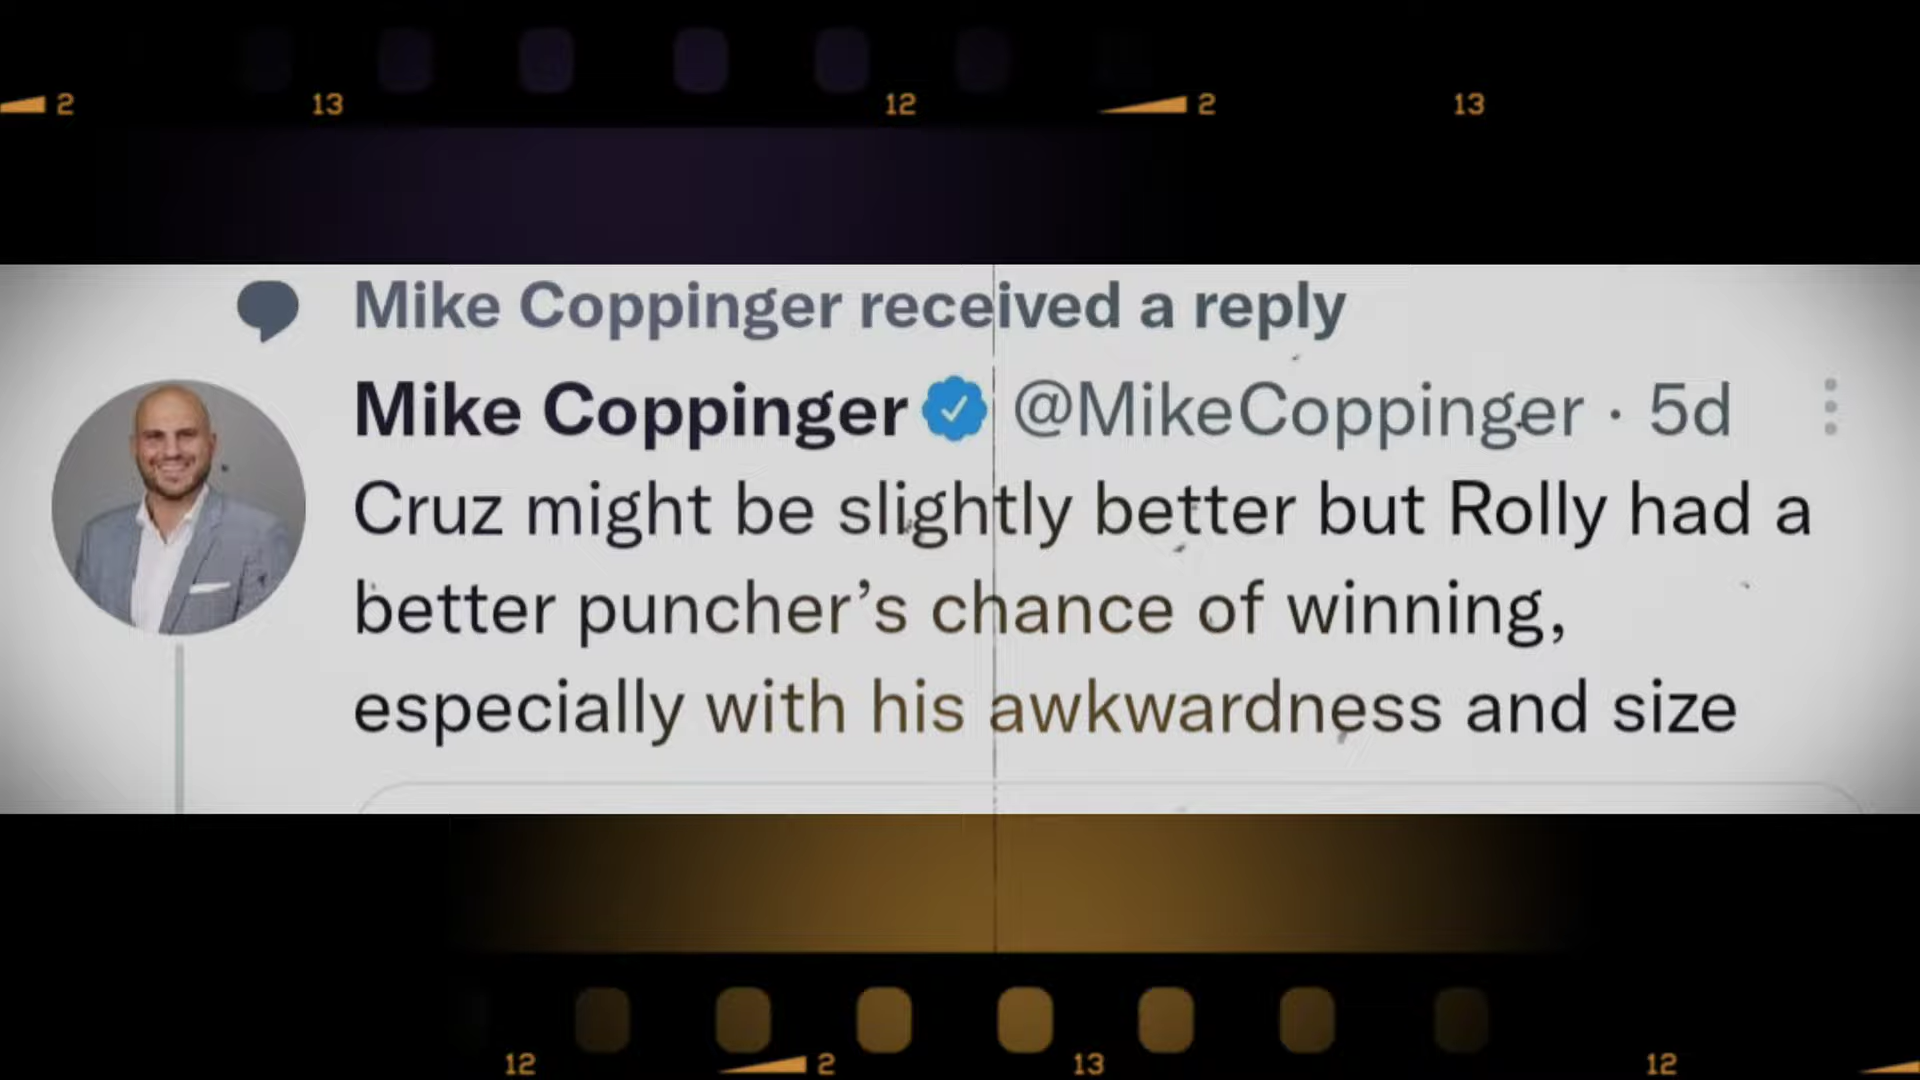 2 13 12 2 13
Mike Coppinger received a reply
Mike Coppinger @MikeCoppinger · 5d
Cruz might be slightly better but Rolly had a
better puncher’s chance of winning,
especially with his awkwardness and size
12 2 13 12